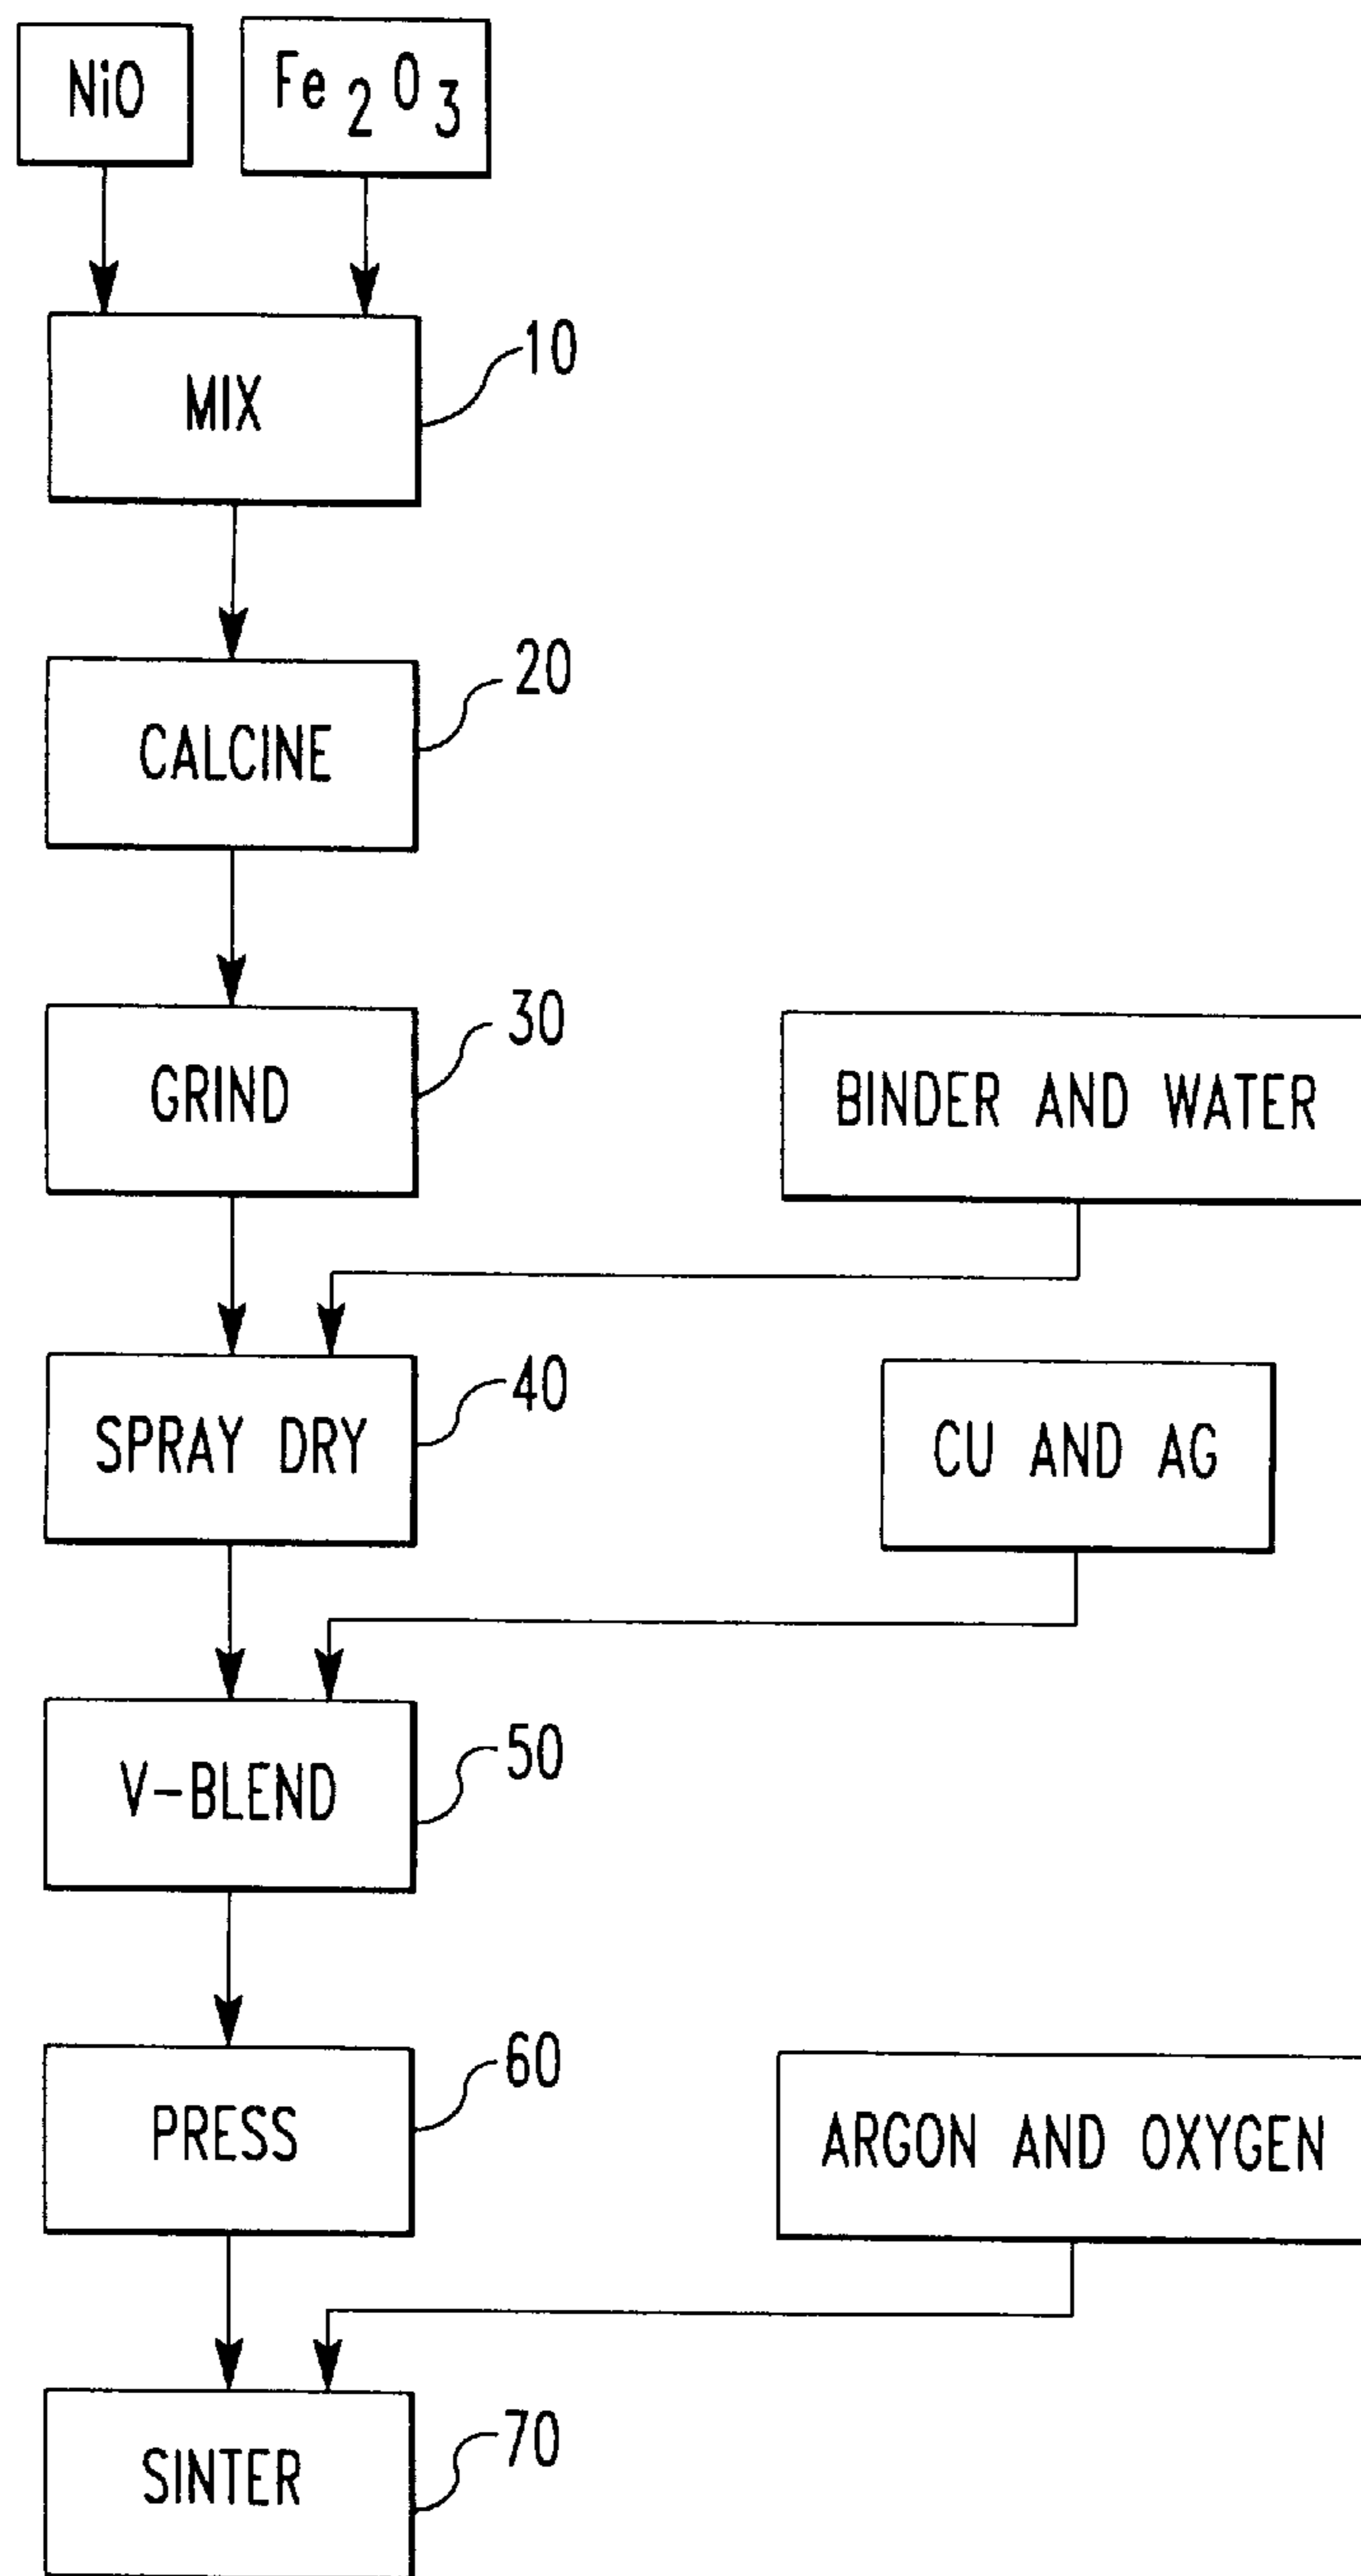 NiO
Fe2O3
MIX
10
CALCINE
20
GRIND
30
BINDER AND WATER
SPRAY DRY
40
CU AND AG
V-BLEND
50
PRESS
60
ARGON AND OXYGEN
SINTER
70